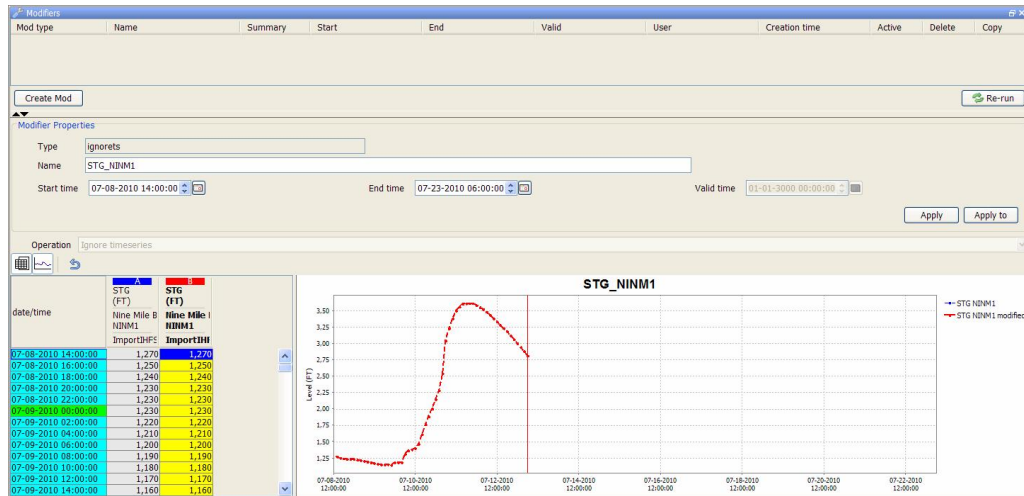 Modifiers
Mod type Name Summary Start End Valid User Creation time Active Delete Copy
Create Mod Re-run
Modifier Properties
Type ignorets
Name STG_NINM1
Start time 07-08-2010 14:00:00 End time 07-23-2010 06:00:00 Valid time 01-01-3000 00:00:00
Apply Apply to
Operation Ignore timeseries
date/time
A B
STG STG
(FT) (FT)
Nine Mile B Nine Mile
NINM1 NINM1
ImportIHFS ImportIHF
07-08-2010 14:00:00 1,270 1,270
07-08-2010 16:00:00 1,250 1,250
07-08-2010 18:00:00 1,240 1,240
07-08-2010 20:00:00 1,230 1,230
07-08-2010 22:00:00 1,230 1,230
07-09-2010 00:00:00 1,230 1,230
07-09-2010 02:00:00 1,220 1,220
07-09-2010 04:00:00 1,210 1,210
07-09-2010 06:00:00 1,200 1,200
07-09-2010 08:00:00 1,190 1,190
07-09-2010 10:00:00 1,180 1,180
07-09-2010 12:00:00 1,170 1,170
07-09-2010 14:00:00 1,160 1,160
STG_NINM1
Level (FT)
3.50
3.25
3.00
2.75
2.50
2.25
2.00
1.75
1.50
1.25
07-08-2010 07-10-2010 07-12-2010 07-14-2010 07-16-2010 07-18-2010 07-20-2010 07-22-2010
12:00:00 12:00:00 12:00:00 12:00:00 12:00:00 12:00:00 12:00:00 12:00:00
STG NINM1
STG NINM1 modified